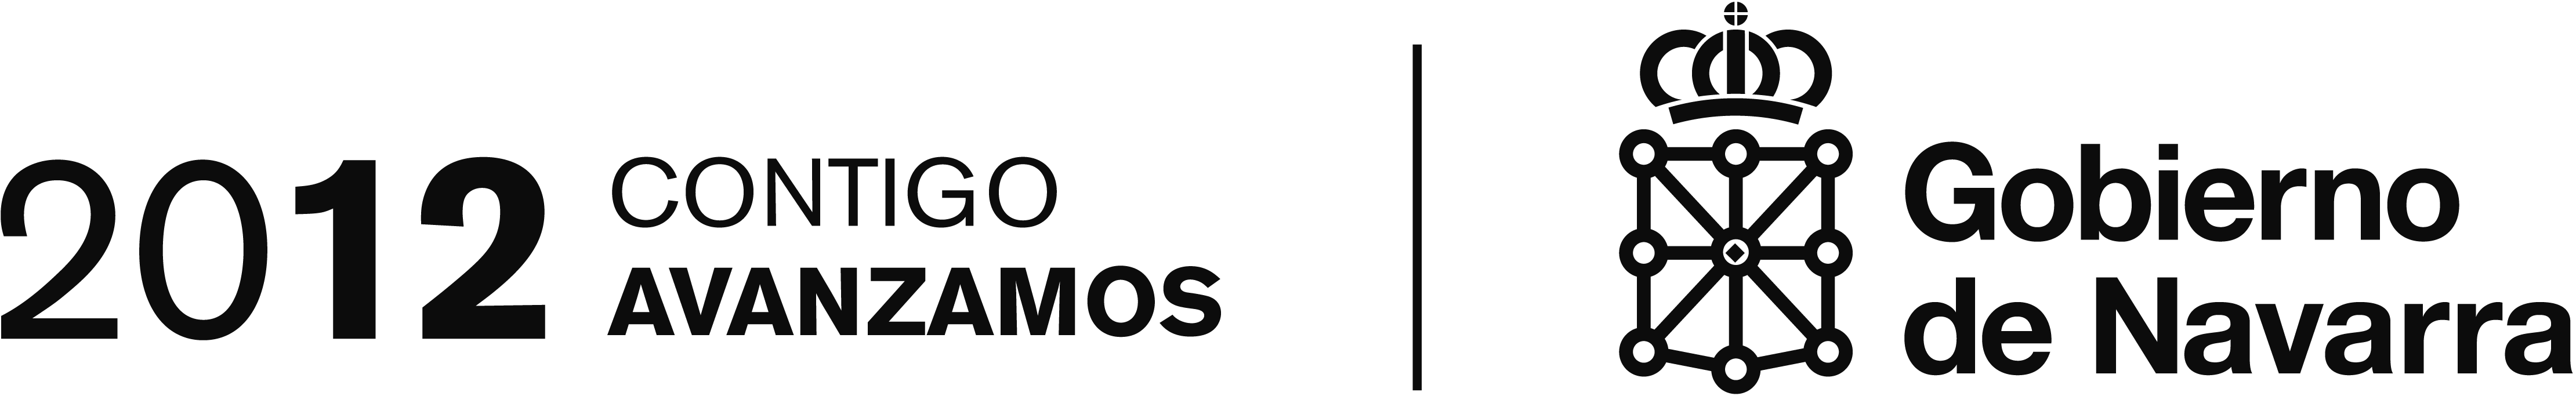 2012 CONTIGO
AVANZAMOS
Gobierno
de Navarra